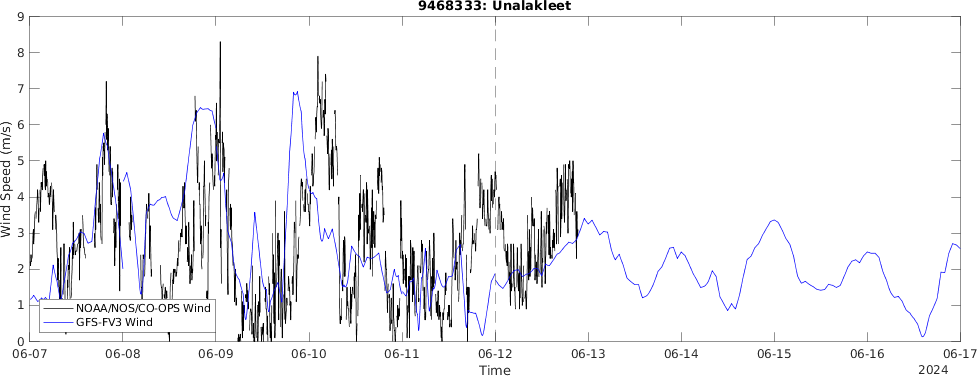 9468333: Unalakleet
9
8
7
6
5
4
3
2
1
0
Wind Speed (m/s)
NOAA/NOS/CO-OPS Wind
GFS-FV3 Wind
06-07 06-08 06-09 06-10 06-11 06-12 06-13 06-14 06-15 06-16 06-17
Time
2024